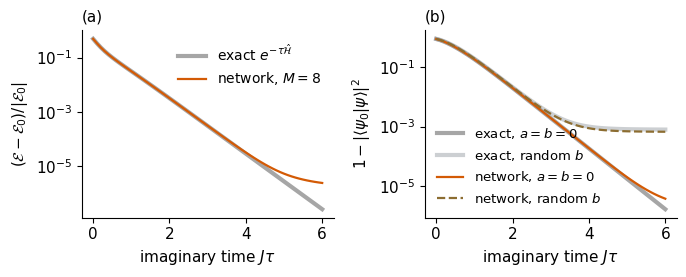 (a)
(ℰ − ℰ₀)/|ℰ₀|
10⁻¹
10⁻³
10⁻⁵
exact e^{−τĤ}
network, M = 8
0
2
4
6
imaginary time Jτ
(b)
1 − |⟨ψ₀|ψ⟩|²
10⁻¹
10⁻³
10⁻⁵
exact, a = b = 0
exact, random b
network, a = b = 0
network, random b
0
2
4
6
imaginary time Jτ